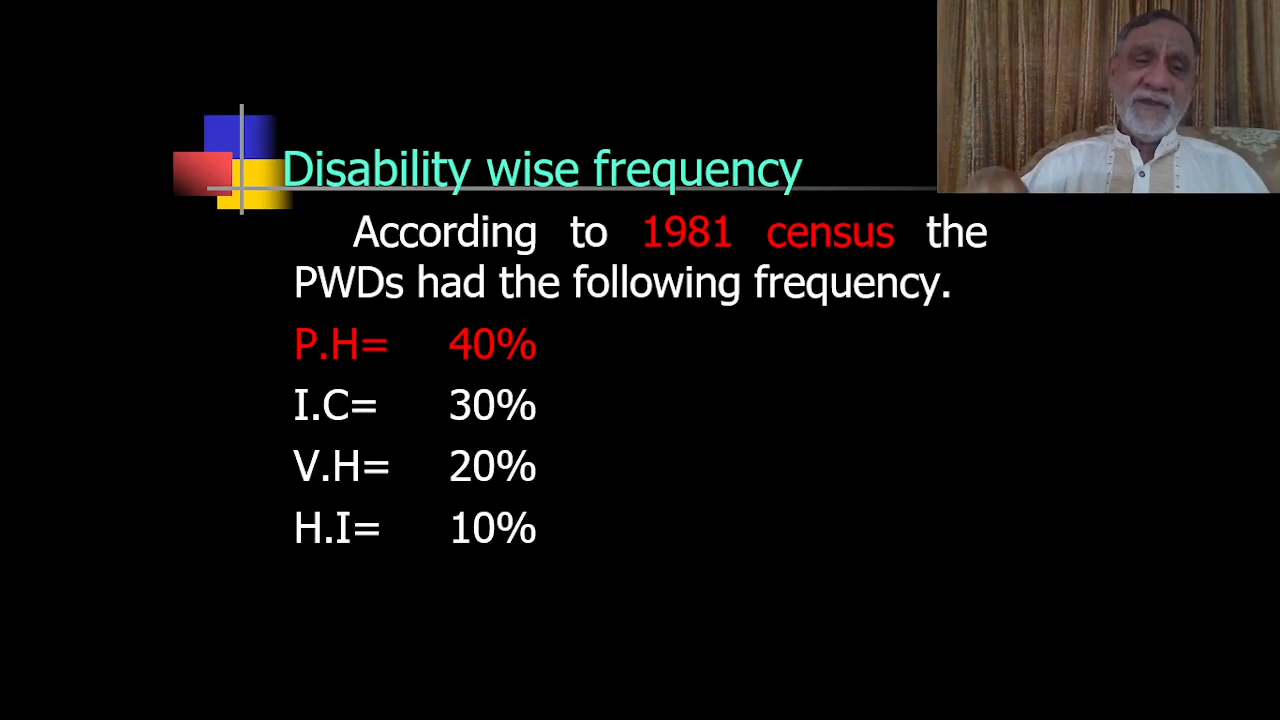 Disability wise frequency
According to 1981 census the
PWDs had the following frequency.
P.H= 40%
I.C= 30%
V.H= 20%
H.I= 10%